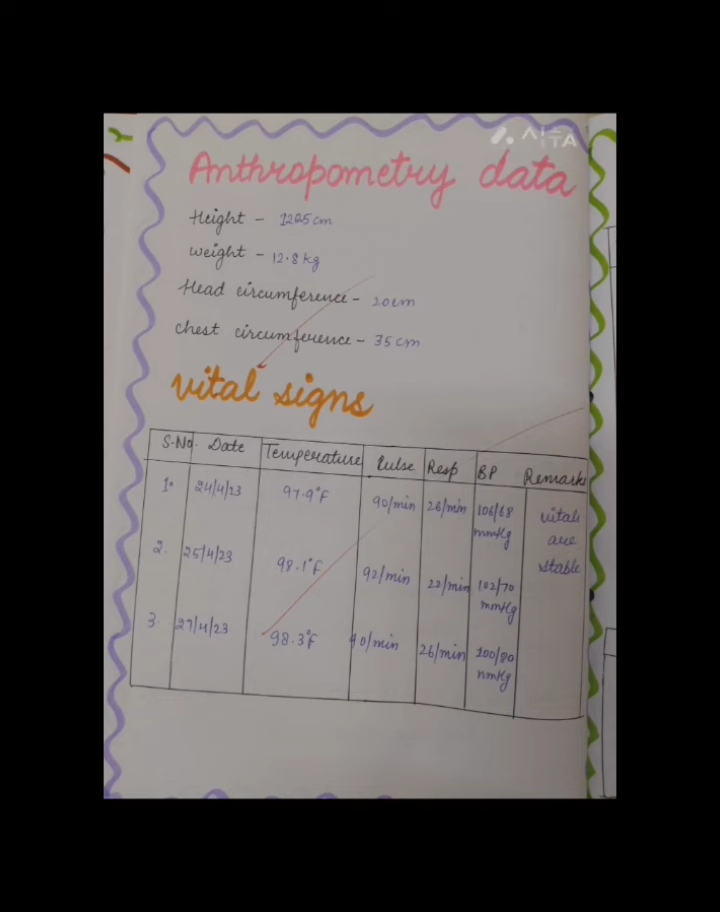 Anthropometry data
Height - 122.5 cm
weight - 12.8 kg
Head circumference - 20cm
chest circumference - 35 cm
vital signs
S.No. Date Temperature Pulse Resp BP Remarks
1. 24/4/23 97.9°F 90/min 26/min 106/68 mmHg vitals are stable
2. 25/4/23 98.1°F 92/min 22/min 102/70 mmHg
3. 27/4/23 98.3°F 90/min 26/min 100/80 mmHg